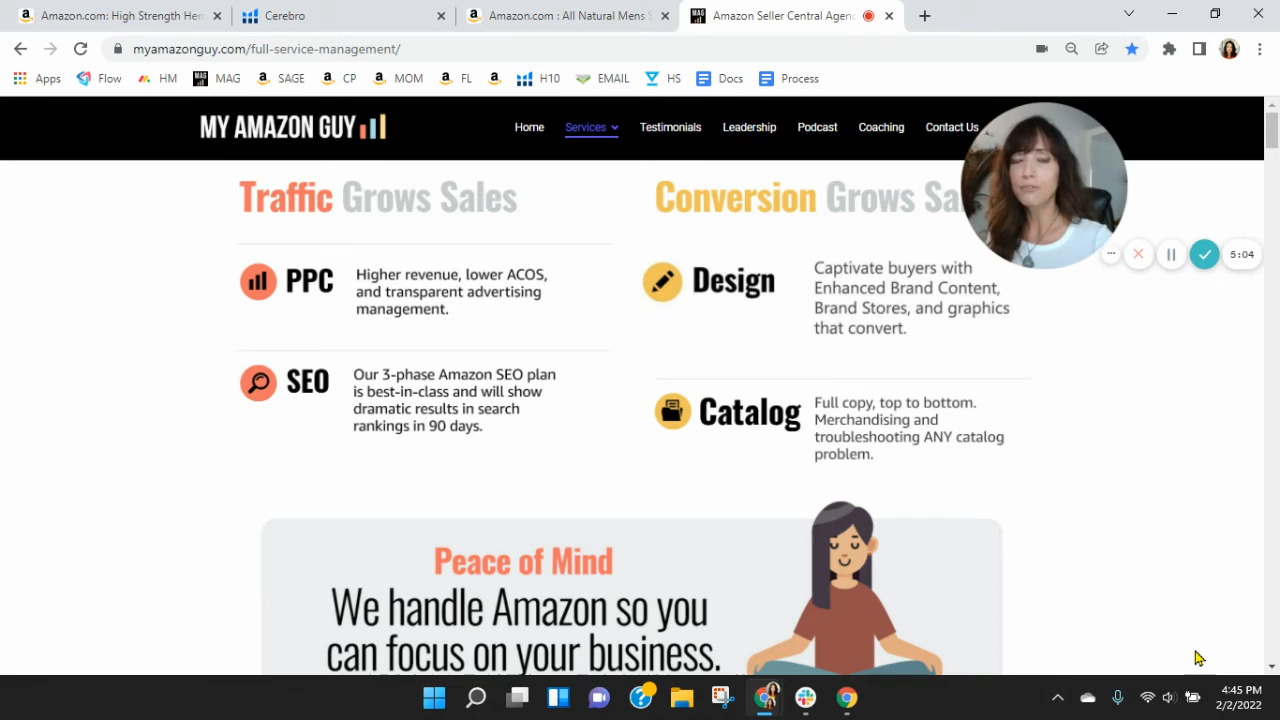 Amazon.com: High Strength Hem
Cerebro
Amazon.com : All Natural Mens S
Amazon Seller Central Agenc
myamazonguy.com/full-service-management/
Apps
Flow
HM
MAG
SAGE
CP
MOM
FL
H10
EMAIL
HS
Docs
Process
MY AMAZON GUY
Home
Services
Testimonials
Leadership
Podcast
Coaching
Contact Us
Traffic Grows Sales
PPC
Higher revenue, lower ACOS,
and transparent advertising
management.
SEO
Our 3-phase Amazon SEO plan
is best-in-class and will show
dramatic results in search
rankings in 90 days.
Conversion Grows Sa
Design
Captivate buyers with
Enhanced Brand Content,
Brand Stores, and graphics
that convert.
Catalog
Full copy, top to bottom.
Merchandising and
troubleshooting ANY catalog
problem.
5:04
Peace of Mind
We handle Amazon so you
can focus on your business.
4:45 PM
2/2/2022